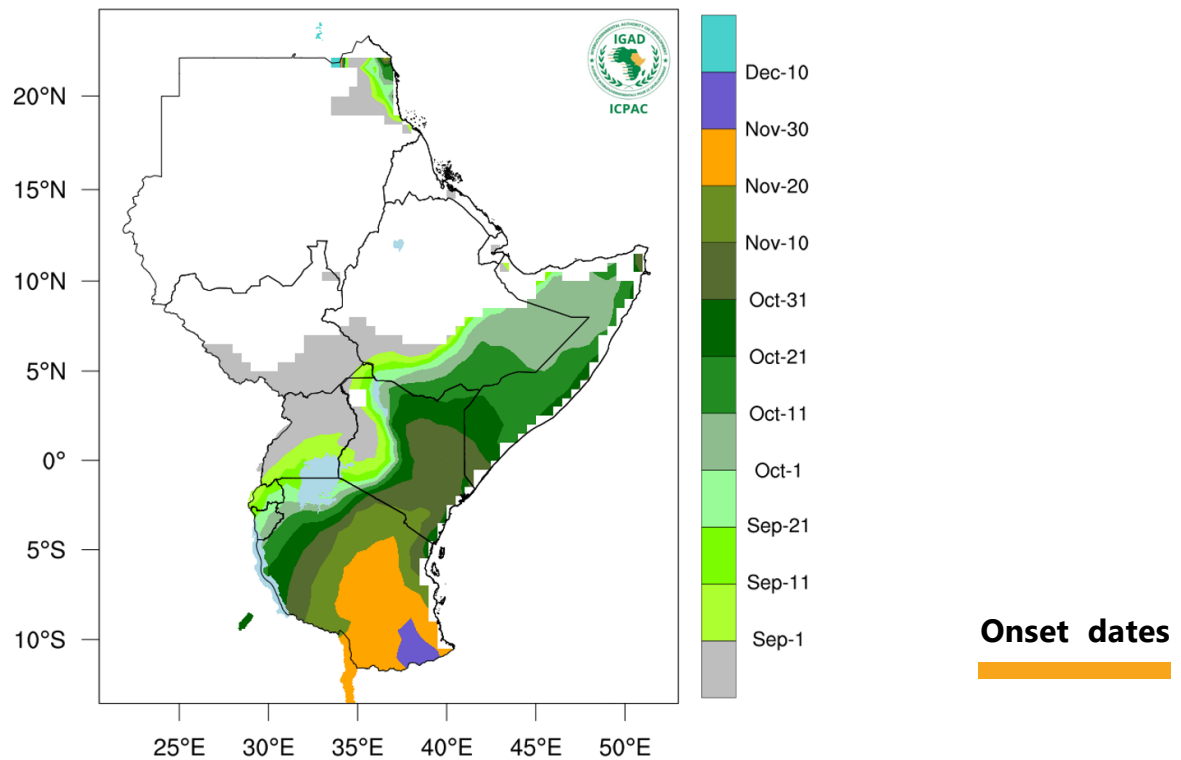 IGAD
ICPAC
20°N
15°N
10°N
5°N
0°
5°S
10°S
25°E 30°E 35°E 40°E 45°E 50°E
Dec-10
Nov-30
Nov-20
Nov-10
Oct-31
Oct-21
Oct-11
Oct-1
Sep-21
Sep-11
Sep-1
Onset dates